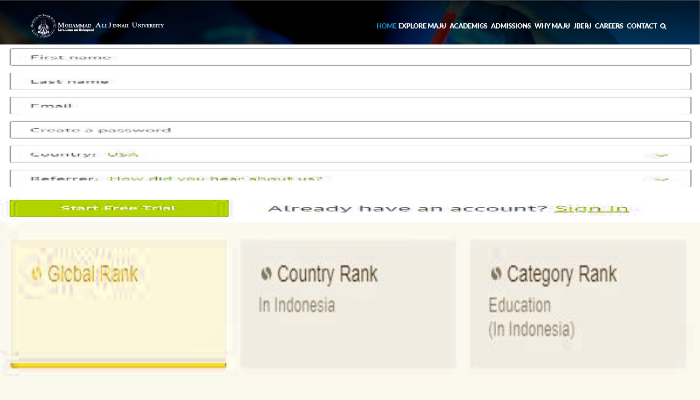 MOHAMMAD ALI JINNAH UNIVERSITY
HOME EXPLORE MAJU ACADEMICS ADMISSIONS WHY MAJU JBERJ CAREERS CONTACT
First name
Last name
Email
Create a password
Country: USA
Referrer: How did you hear about us?
Start Free Trial
Already have an account? Sign In
Global Rank
Country Rank
Category Rank
In Indonesia
Education
(In Indonesia)